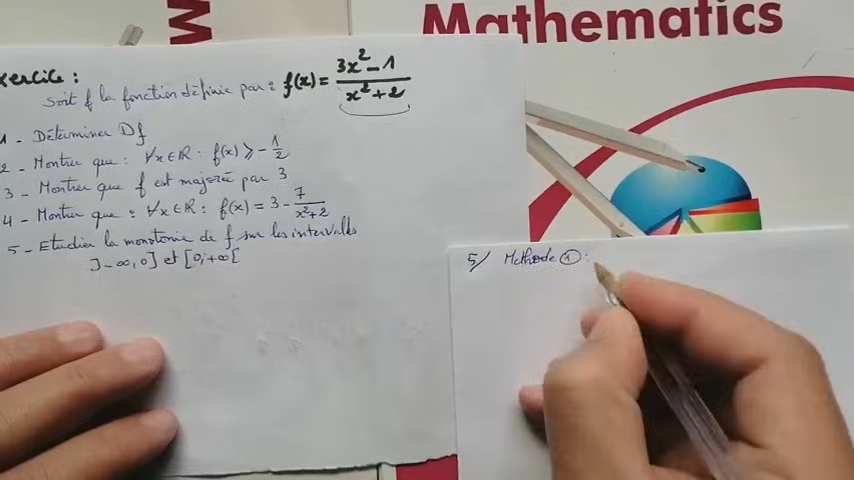 M
Mathematics
xercice :
soit f la fonction définie par : f(x) = (3x² - 1)/(x² + 2)
1 - Déterminer Df
2 - Montrer que : ∀x∈ℝ : f(x) ≥ -1/2
3 - Montrer que f est majorée par 3
4 - Montrer que : ∀x∈ℝ : f(x) = 3 - 7/(x²+2)
5 - Etudier la monotonie de f sur les intervalles
]-∞,0] et [0,+∞[
5/ Methode ① :